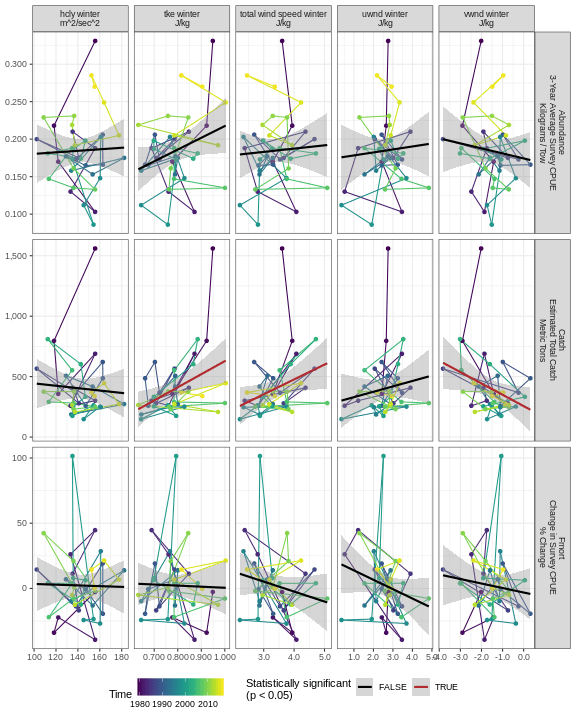 hcly winter
m^2/sec^2
tke winter
J/kg
total wind speed winter
J/kg
uwnd winter
J/kg
vwnd winter
J/kg
0.300
0.250
0.200
0.150
0.100
Abundance
3-Year Average Survey CPUE
Kilograms / Tow
1,500
1,000
500
0
Catch
Estimated Total Catch
Metric Tons
100
50
0
Fmort
Change in Survey CPUE
% Change
100 120 140 160 180
0.700 0.800 0.900 1.000
3.0 4.0 5.0
1.0 2.0 3.0 4.0 5.0
-4.0 -3.0 -2.0 -1.0 0.0
Time
1980 1990 2000 2010
Statistically significant
(p < 0.05)
FALSE
TRUE